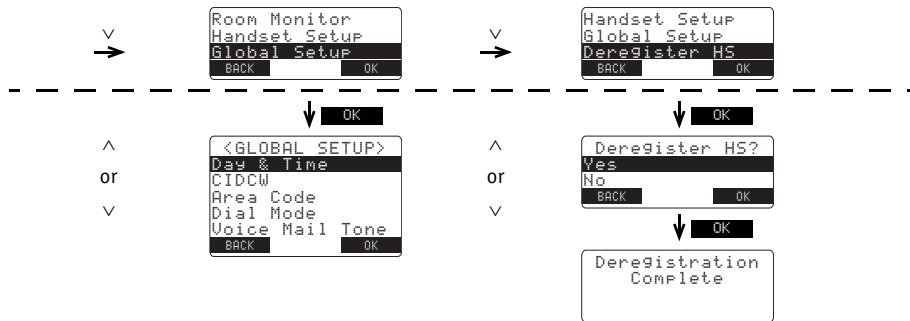 Room Monitor
Handset Setup
Global Setup
BACK OK
Handset Setup
Global Setup
Deregister HS
BACK OK
OK
OK
or
<GLOBAL SETUP>
Day & Time
CIDCW
Area Code
Dial Mode
Voice Mail Tone
BACK OK
or
Deregister HS?
Yes
No
BACK OK
OK
Deregistration
Complete